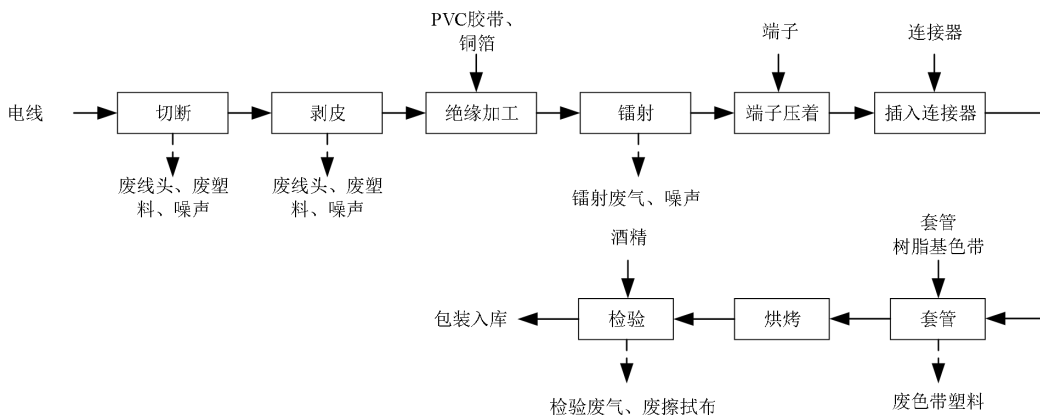 PVC胶带、
铜箔
端子
连接器
电线
切断
剥皮
绝缘加工
镭射
端子压着
插入连接器
废线头、废塑
料、噪声
废线头、废塑
料、噪声
镭射废气、噪声
酒精
套管
树脂基色带
包装入库
检验
烘烤
套管
检验废气、废擦拭布
废色带塑料